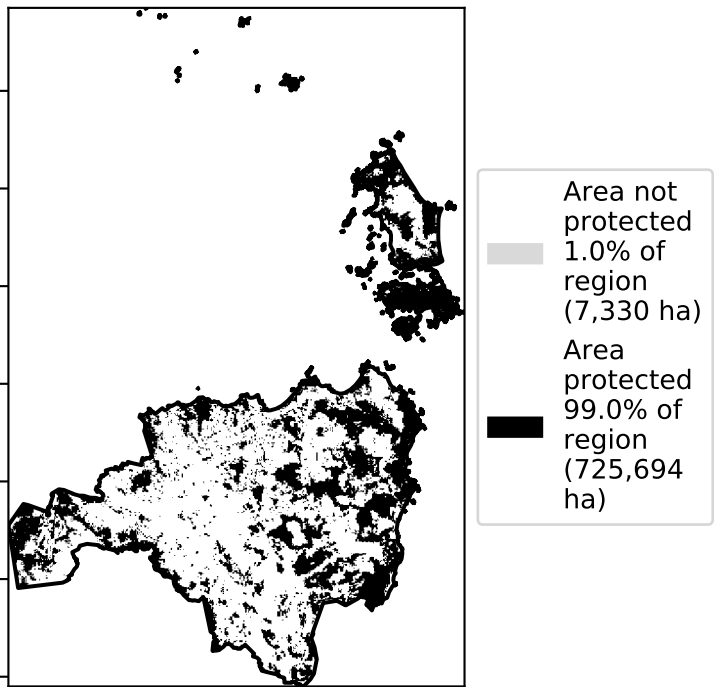 Area not
protected
1.0% of
region
(7,330 ha)
Area
protected
99.0% of
region
(725,694
ha)